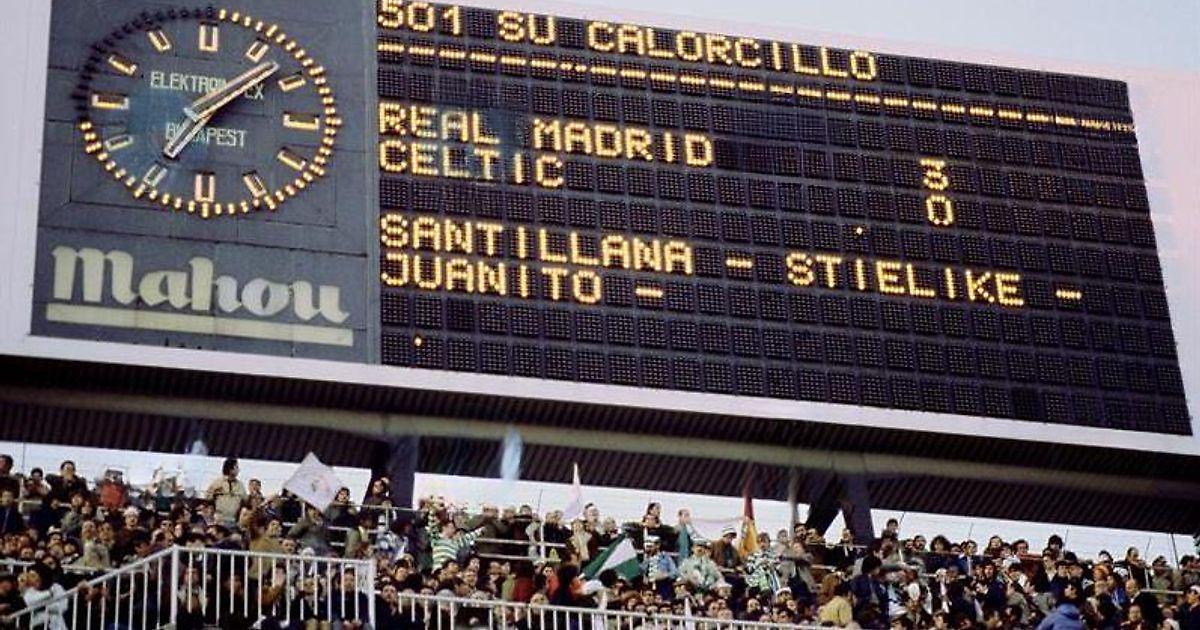 ELEKTRO
BUDAPEST
Mahou
501 SU CALORCILLO
REAL MADRID 3
CELTIC 0
SANTILLANA - STIELIKE -
JUANITO -